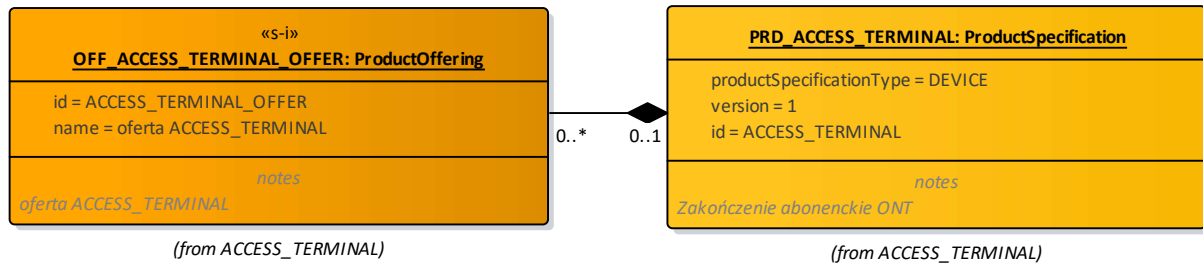 «s-i»
OFF_ACCESS_TERMINAL_OFFER: ProductOffering
id = ACCESS_TERMINAL_OFFER
name = oferta ACCESS_TERMINAL
notes
oferta ACCESS_TERMINAL
(from ACCESS_TERMINAL)
0..*
0..1
PRD_ACCESS_TERMINAL: ProductSpecification
productSpecificationType = DEVICE
version = 1
id = ACCESS_TERMINAL
notes
Zakończenie abonenckie ONT
(from ACCESS_TERMINAL)